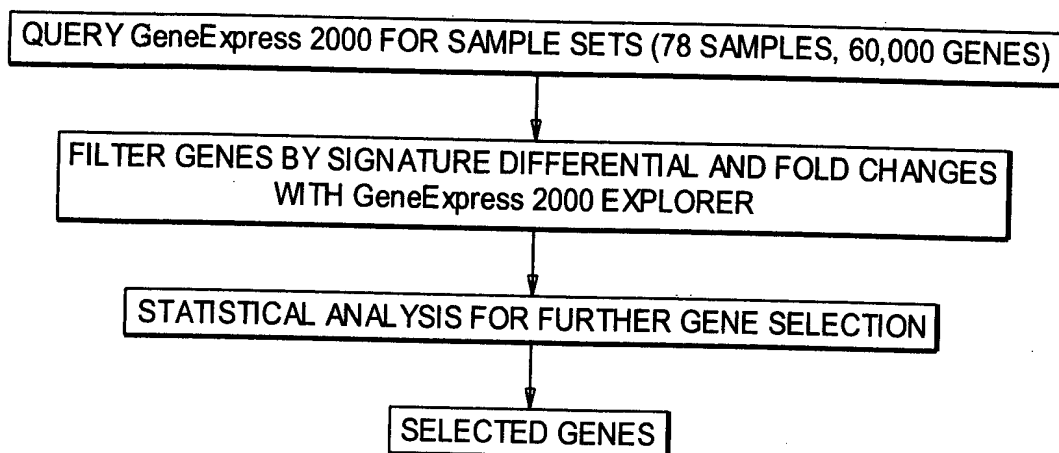 QUERY GeneExpress 2000 FOR SAMPLE SETS (78 SAMPLES, 60,000 GENES)
FILTER GENES BY SIGNATURE DIFFERENTIAL AND FOLD CHANGES
WITH GeneExpress 2000 EXPLORER
STATISTICAL ANALYSIS FOR FURTHER GENE SELECTION
SELECTED GENES